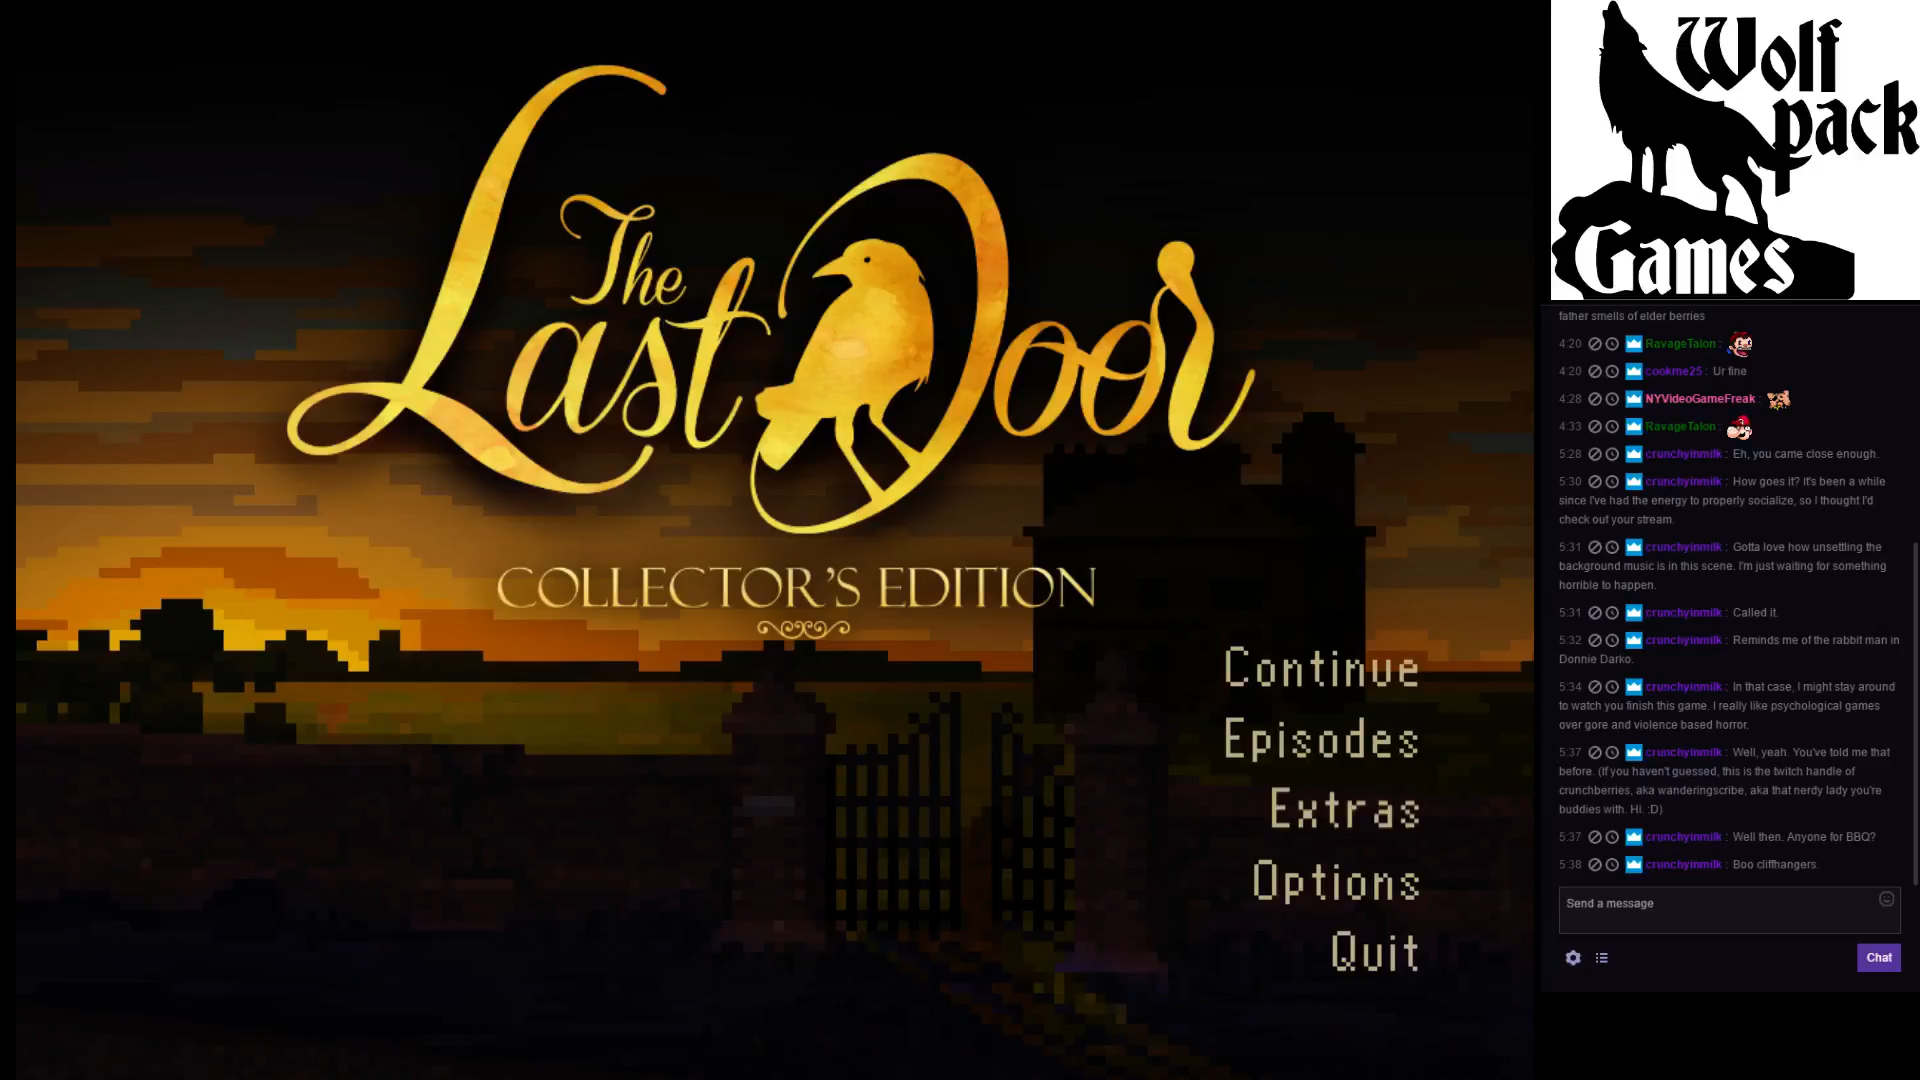 The
Last Door
COLLECTOR'S EDITION
Continue
Episodes
Extras
Options
Quit
Wolf
pack
Games
father smells of elder berries
4:20 RavageTalon :
4:20 cookme25 : Ur fine
4:28 NYVideoGameFreak :
4:33 RavageTalon :
5:28 crunchyinmilk : Eh, you came close enough.
5:30 crunchyinmilk : How goes it? It's been a while
since I've had the energy to properly socialize, so I thought I'd
check out your stream.
5:31 crunchyinmilk : Gotta love how unsettling the
background music is in this scene. I'm just waiting for something
horrible to happen.
5:31 crunchyinmilk : Called it.
5:32 crunchyinmilk : Reminds me of the rabbit man in
Donnie Darko.
5:34 crunchyinmilk : In that case, I might stay around
to watch you finish this game. I really like psychological games
over gore and violence based horror.
5:37 crunchyinmilk : Well, yeah. You've told me that
before. (If you haven't guessed, this is the twitch handle of
crunchberries, aka wanderingscribe, aka that nerdy lady you're
buddies with. Hi. :D)
5:37 crunchyinmilk : Well then. Anyone for BBQ?
5:38 crunchyinmilk : Boo cliffhangers.
Send a message
Chat